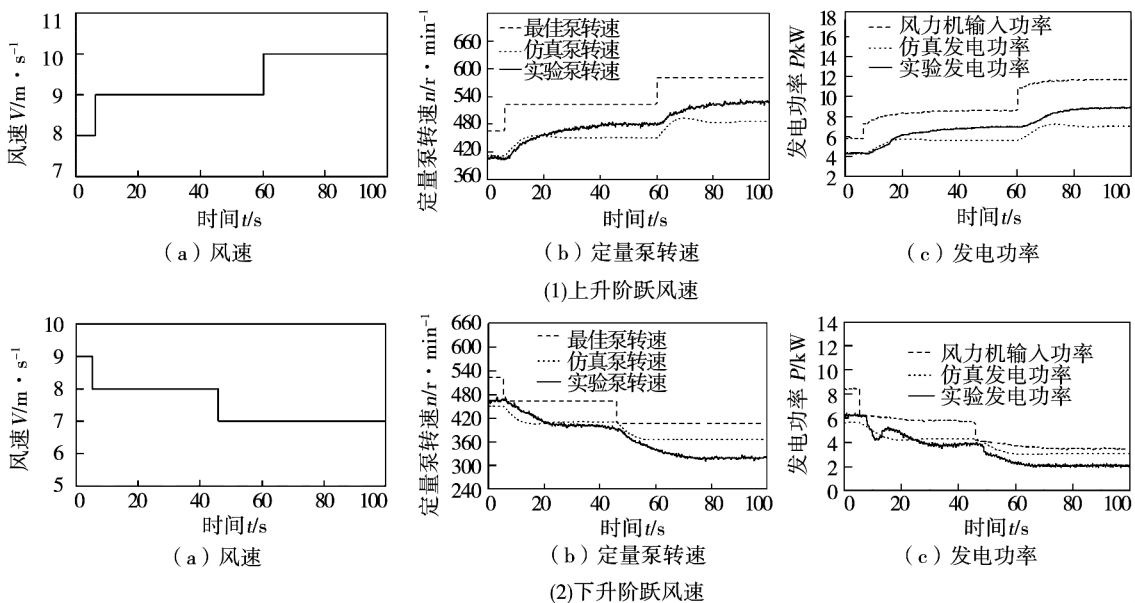 11
10
9
8
7
风速 V/m·s⁻¹
0 20 40 60 80 100
时间t/s
(a)风速
660
600
540
480
420
360
定量泵转速n/r·min⁻¹
最佳泵转速
仿真泵转速
实验泵转速
0 20 40 60 80 100
时间t/s
(b)定量泵转速
18
16
14
12
10
8
6
4
2
发电功率 P/kW
风力机输入功率
仿真发电功率
实验发电功率
0 20 40 60 80 100
时间t/s
(c)发电功率
(1)上升阶跃风速
10
9
8
7
6
5
风速 V/m·s⁻¹
0 20 40 60 80 100
时间t/s
(a)风速
660
600
540
480
420
360
300
240
定量泵转速n/r·min⁻¹
最佳泵转速
仿真泵转速
实验泵转速
0 20 40 60 80 100
时间t/s
(b)定量泵转速
14
12
10
8
6
4
2
0
发电功率 P/kW
风力机输入功率
仿真发电功率
实验发电功率
0 20 40 60 80 100
时间t/s
(c)发电功率
(2)下升阶跃风速